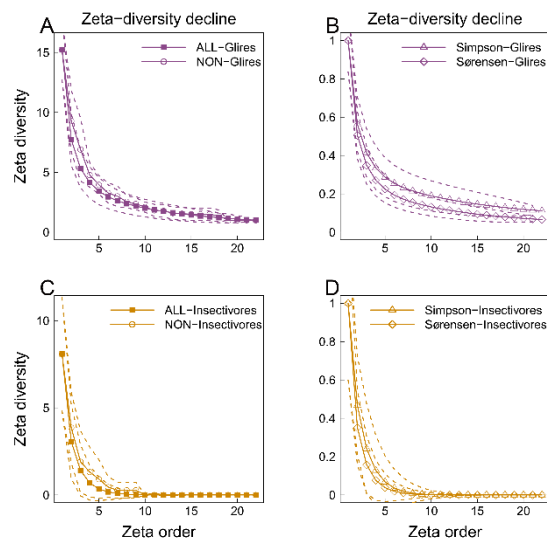 A
Zeta-diversity decline
Zeta diversity
15
10
5
0
ALL-Glires
NON-Glires
5
10
15
20
B
Zeta-diversity decline
1
0.8
0.6
0.4
0.2
0
Simpson-Glires
Sørensen-Glires
5
10
15
20
C
Zeta diversity
10
5
0
ALL-Insectivores
NON-Insectivores
5
10
15
20
Zeta order
D
1
0.8
0.6
0.4
0.2
0
Simpson-Insectivores
Sørensen-Insectivores
5
10
15
20
Zeta order